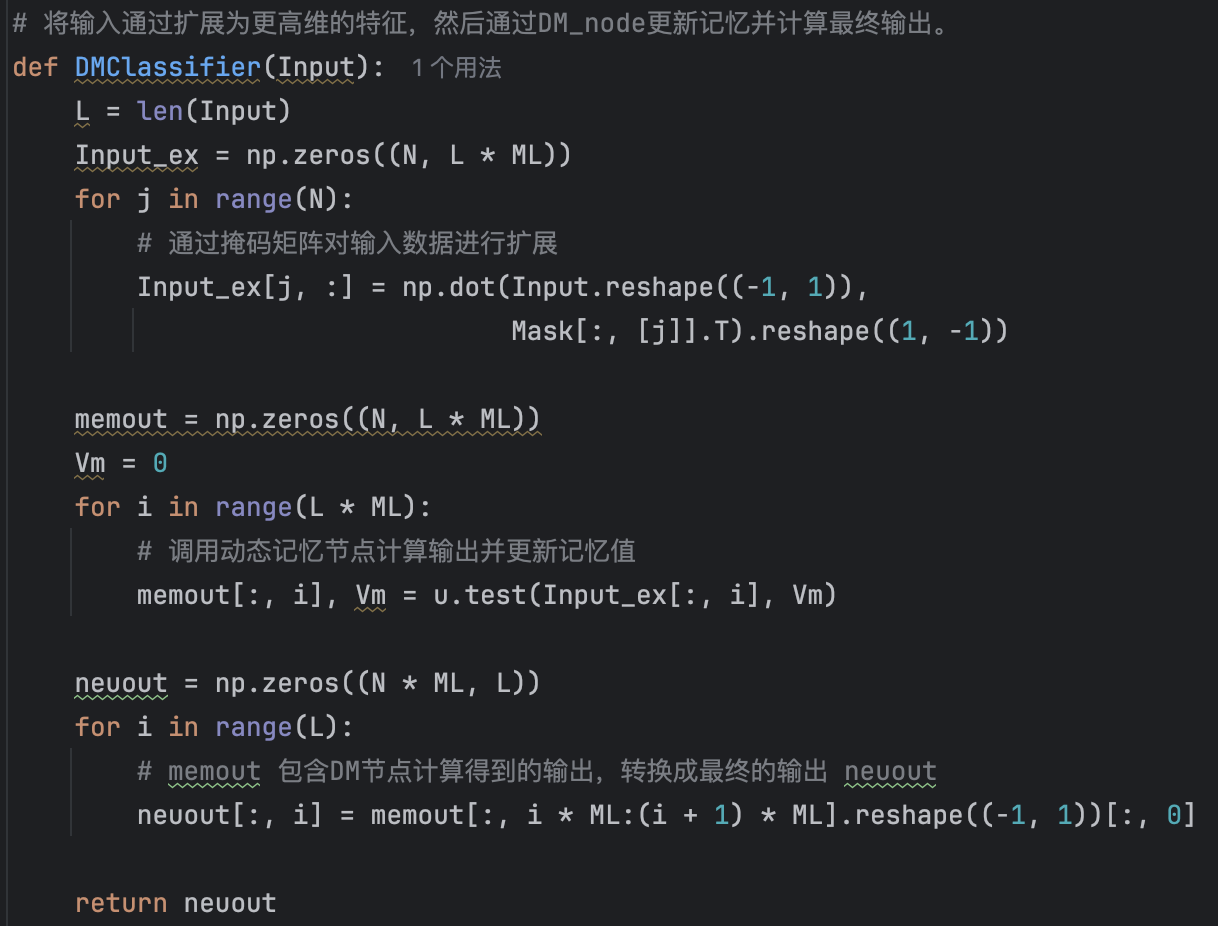 # 将输入通过扩展为更高维的特征，然后通过DM_node更新记忆并计算最终输出。
def DMClassifier(Input): 1 个用法
    L = len(Input)
    Input_ex = np.zeros((N, L * ML))
    for j in range(N):
        # 通过掩码矩阵对输入数据进行扩展
        Input_ex[j, :] = np.dot(Input.reshape((-1, 1)),
                                Mask[:, [j]].T).reshape((1, -1))
    memout = np.zeros((N, L * ML))
    Vm = 0
    for i in range(L * ML):
        # 调用动态记忆节点计算输出并更新记忆值
        memout[:, i], Vm = u.test(Input_ex[:, i], Vm)
    neuout = np.zeros((N * ML, L))
    for i in range(L):
        # memout 包含DM节点计算得到的输出，转换成最终的输出 neuout
        neuout[:, i] = memout[:, i * ML:(i + 1) * ML].reshape((-1, 1))[:, 0]
    return neuout